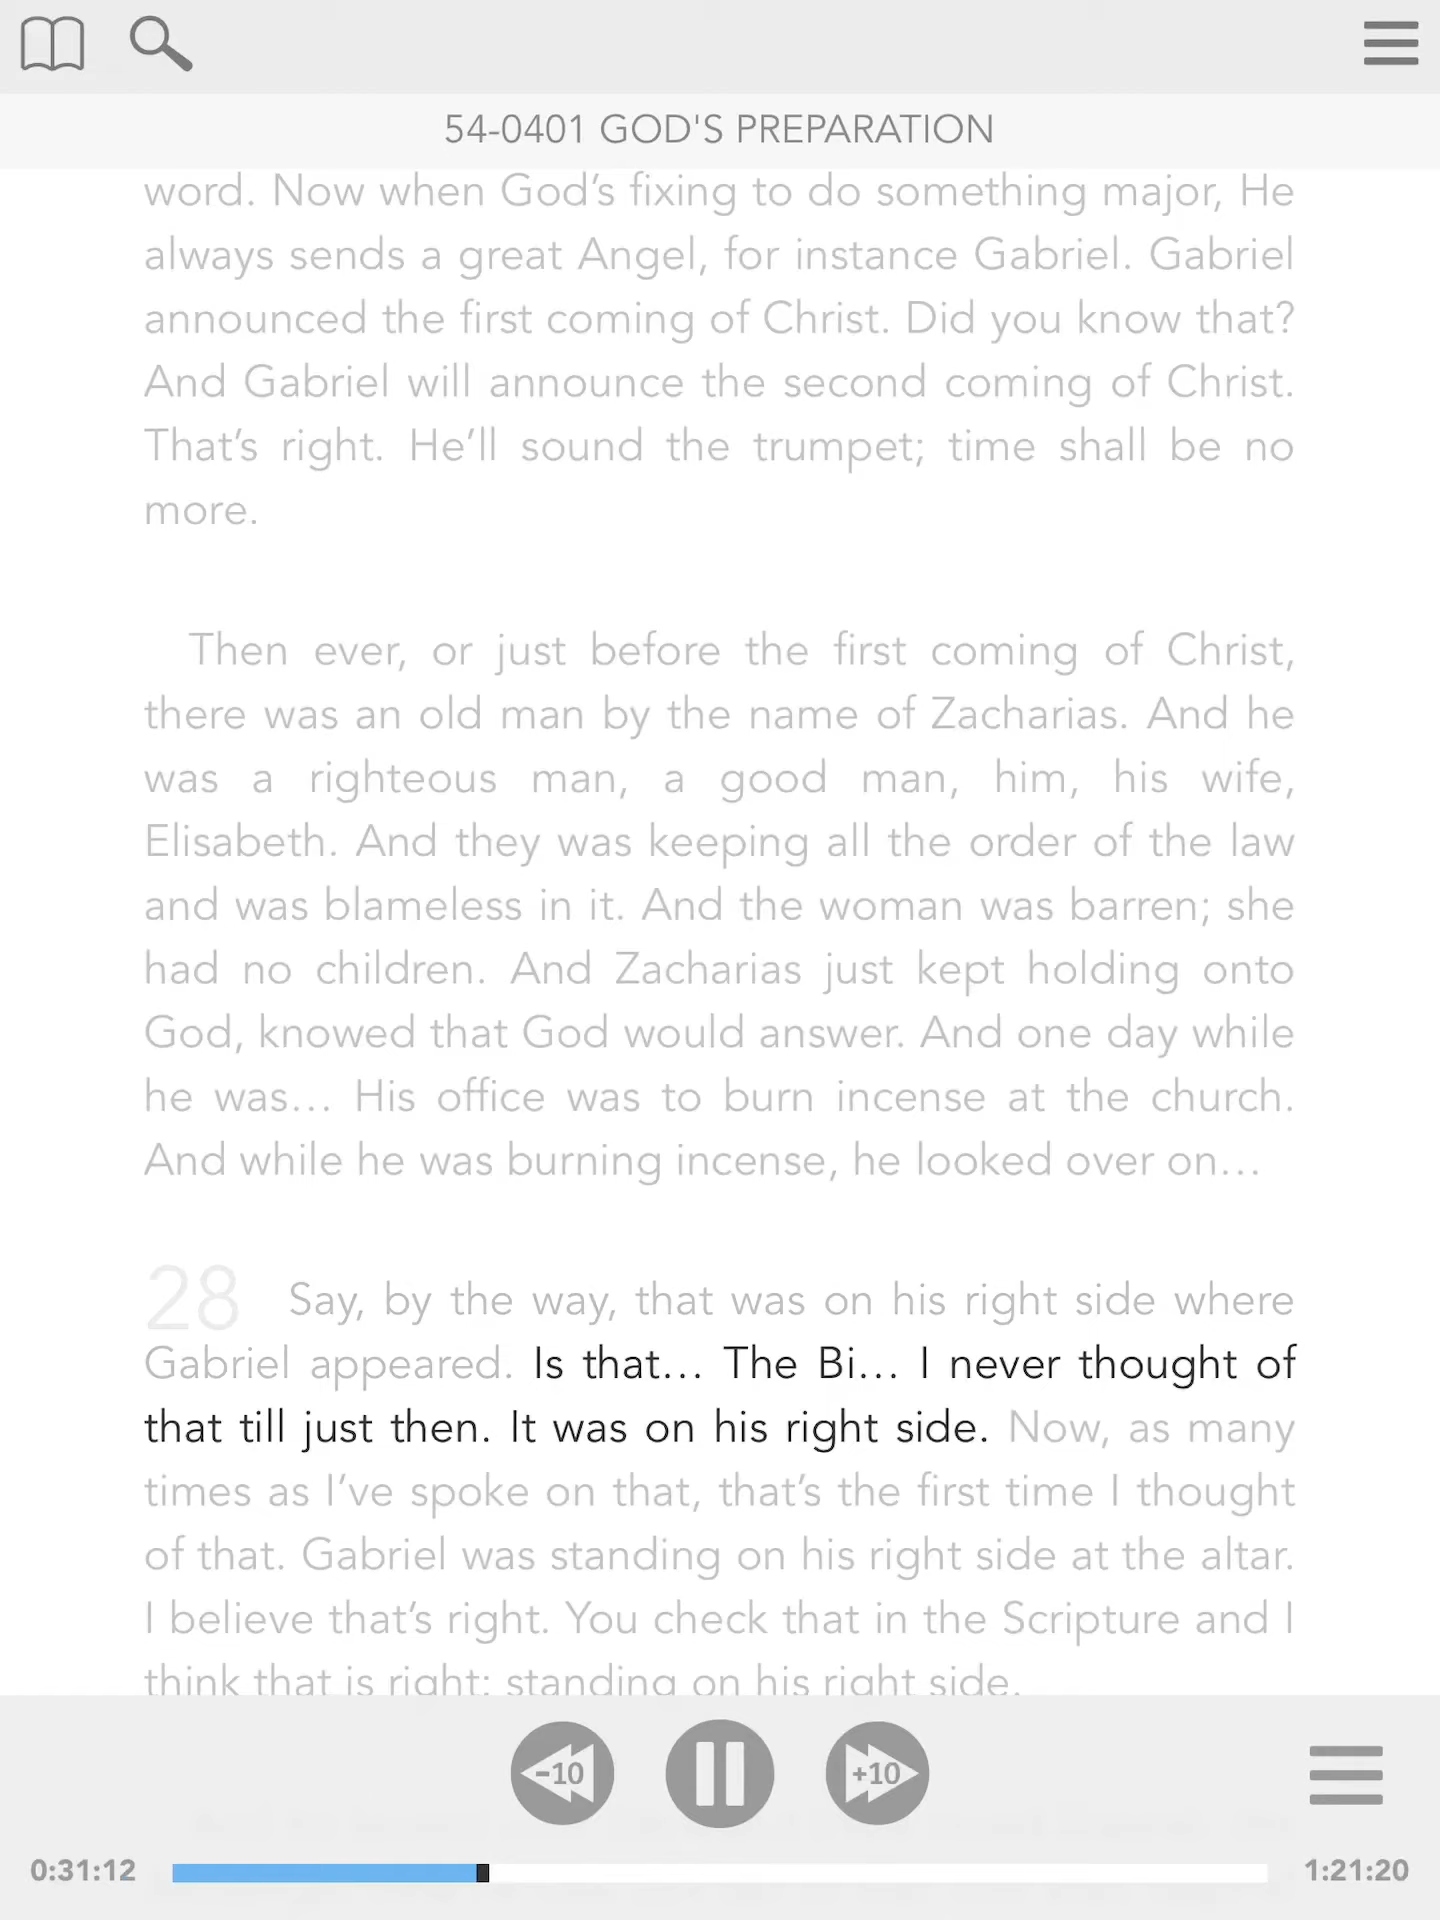 54-0401 GOD'S PREPARATION
word. Now when God’s fixing to do something major, He
always sends a great Angel, for instance Gabriel. Gabriel
announced the first coming of Christ. Did you know that?
And Gabriel will announce the second coming of Christ.
That’s right. He’ll sound the trumpet; time shall be no
more.
Then ever, or just before the first coming of Christ,
there was an old man by the name of Zacharias. And he
was a righteous man, a good man, him, his wife,
Elisabeth. And they was keeping all the order of the law
and was blameless in it. And the woman was barren; she
had no children. And Zacharias just kept holding onto
God, knowed that God would answer. And one day while
he was… His office was to burn incense at the church.
And while he was burning incense, he looked over on…
28 Say, by the way, that was on his right side where
Gabriel appeared. Is that… The Bi… I never thought of
that till just then. It was on his right side. Now, as many
times as I’ve spoke on that, that’s the first time I thought
of that. Gabriel was standing on his right side at the altar.
I believe that’s right. You check that in the Scripture and I
think that is right; standing on his right side.
-10 +10
0:31:12 1:21:20